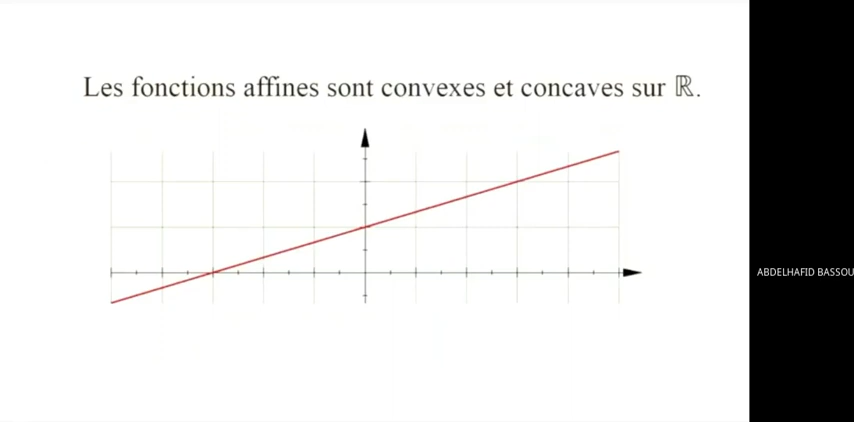 Les fonctions affines sont convexes et concaves sur ℝ.
ABDELHAFID BASSOU